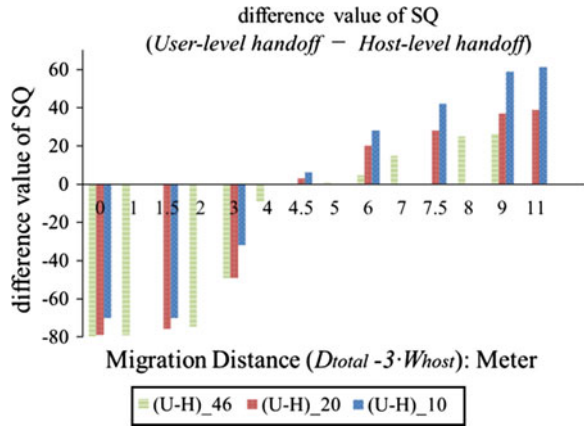 difference value of SQ
(User-level handoff − Host-level handoff)
difference value of SQ
60
40
20
0
-20
-40
-60
-80
0 1 1.5 2 3 4 4.5 5 6 7 7.5 8 9 11
Migration Distance (Dtotal -3·Whost): Meter
(U-H)_46 (U-H)_20 (U-H)_10